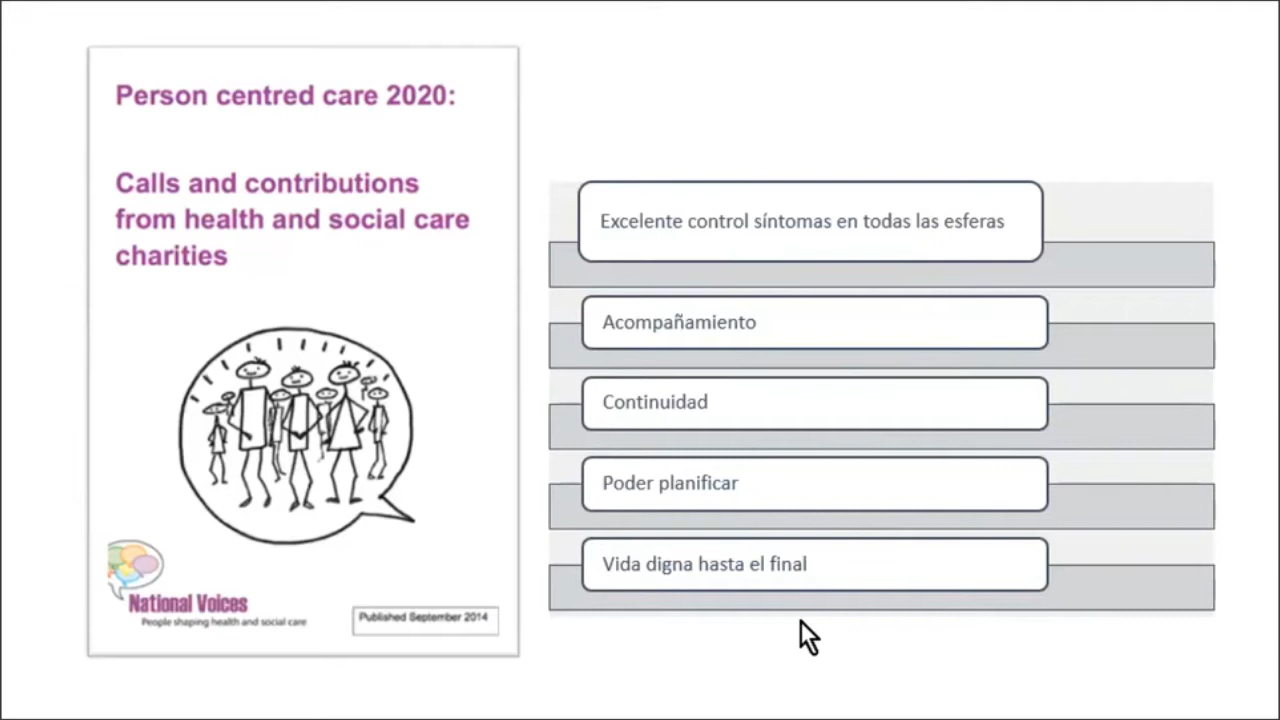 Person centred care 2020:
Calls and contributions
from health and social care
charities
National Voices
People shaping health and social care
Published September 2014
Excelente control síntomas en todas las esferas
Acompañamiento
Continuidad
Poder planificar
Vida digna hasta el final